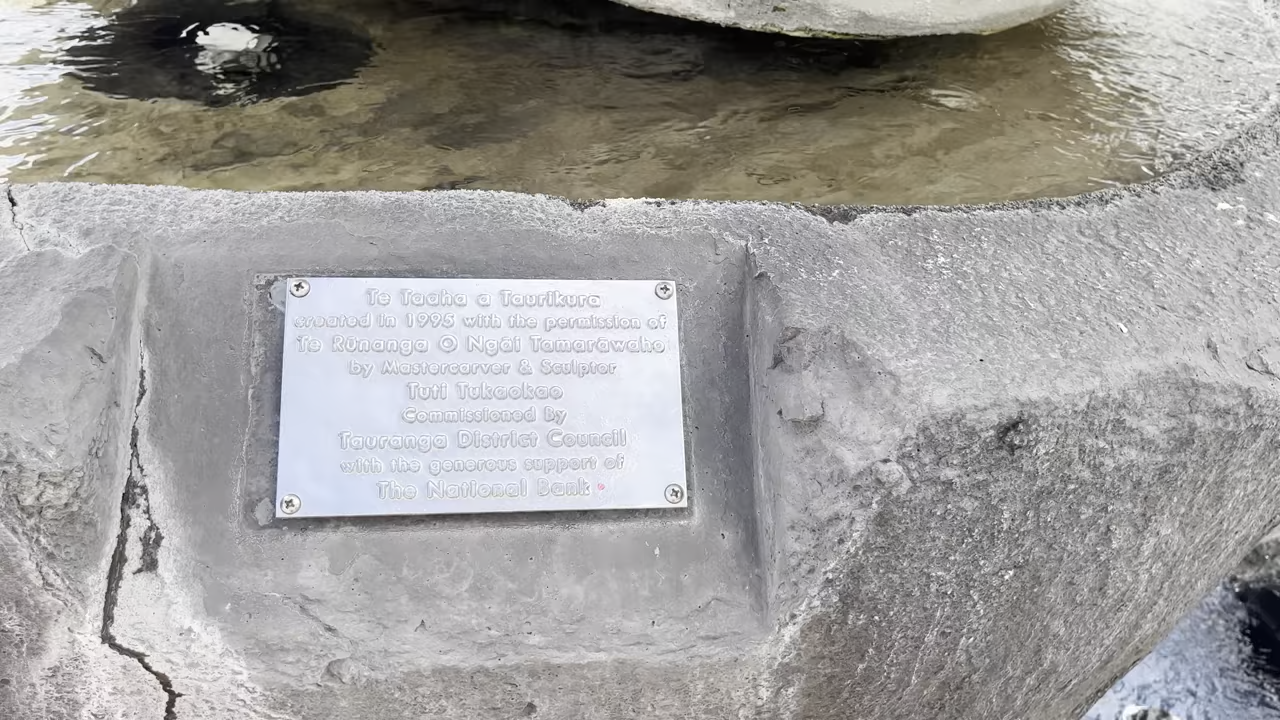 Te Taaha a Taurikura
created in 1995 with the permission of
Te Rūnanga O Ngāi Tamarāwaho
by Mastercarver & Sculptor
Tuti Tukaokao
Commissioned by
Tauranga District Council
with the generous support of
The National Bank